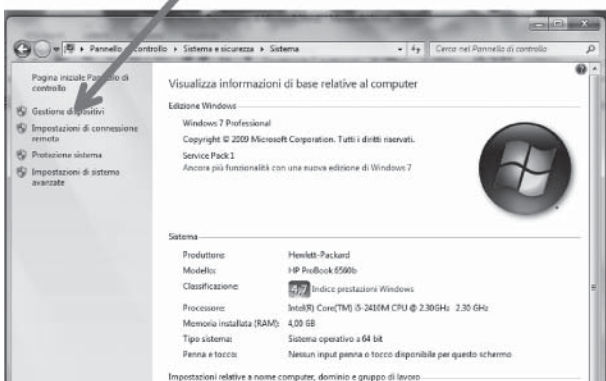 Pannello di controllo ▸ Sistema e sicurezza ▸ Sistema
Cerca nel Pannello di controllo
Pagina iniziale Pannello di
controllo
Gestione dispositivi
Impostazioni di connessione
remota
Protezione sistema
Impostazioni di sistema
avanzate
Visualizza informazioni di base relative al computer
Edizione Windows
Windows 7 Professional
Copyright © 2009 Microsoft Corporation. Tutti i diritti riservati.
Service Pack 1
Ancora più funzionalità con una nuova edizione di Windows 7
Sistema
Produttore: Hewlett-Packard
Modello: HP ProBook 6560b
Classificazione: 4,7 Indice prestazioni Windows
Processore: Intel(R) Core(TM) i5-2410M CPU @ 2.30GHz 2.30 GHz
Memoria installata (RAM): 4,00 GB
Tipo sistema: Sistema operativo a 64 bit
Penna e tocco: Nessun input penna o tocco disponibile per questo schermo
Impostazioni relative a nome computer, dominio e gruppo di lavoro